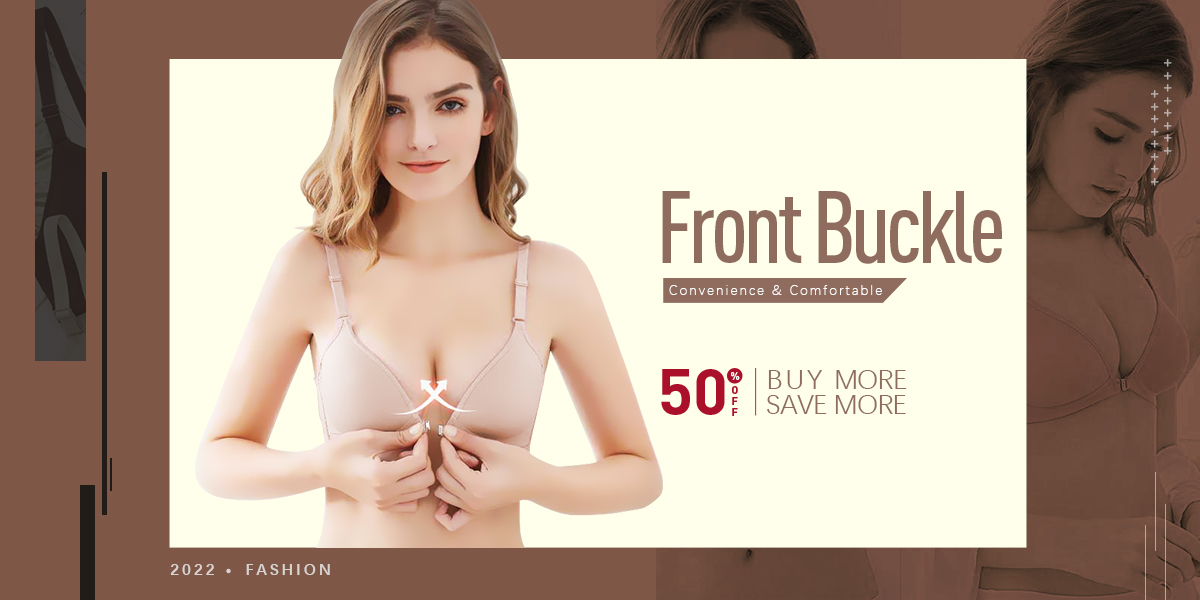 Front Buckle
Convenience & Comfortable
50% OFF
BUY MORE
SAVE MORE
2022 • FASHION